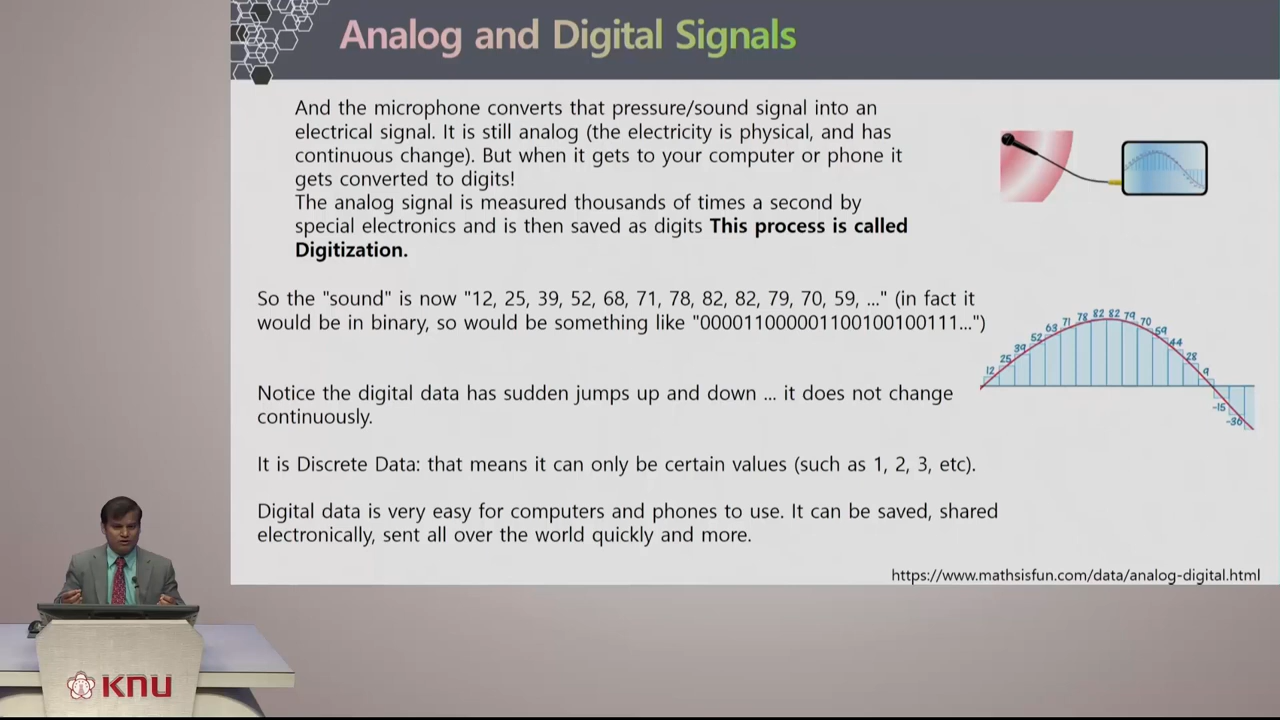 Analog and Digital Signals
And the microphone converts that pressure/sound signal into an
electrical signal. It is still analog (the electricity is physical, and has
continuous change). But when it gets to your computer or phone it
gets converted to digits!
The analog signal is measured thousands of times a second by
special electronics and is then saved as digits This process is called
Digitization.
So the "sound" is now "12, 25, 39, 52, 68, 71, 78, 82, 82, 79, 70, 59, ..." (in fact it
would be in binary, so would be something like "000011000001100100100111...")
12 25 39 52 63 71 78 82 82 79 70 59 44 28 9 -15 -36
Notice the digital data has sudden jumps up and down ... it does not change
continuously.
It is Discrete Data: that means it can only be certain values (such as 1, 2, 3, etc).
Digital data is very easy for computers and phones to use. It can be saved, shared
electronically, sent all over the world quickly and more.
https://www.mathsisfun.com/data/analog-digital.html
KNU